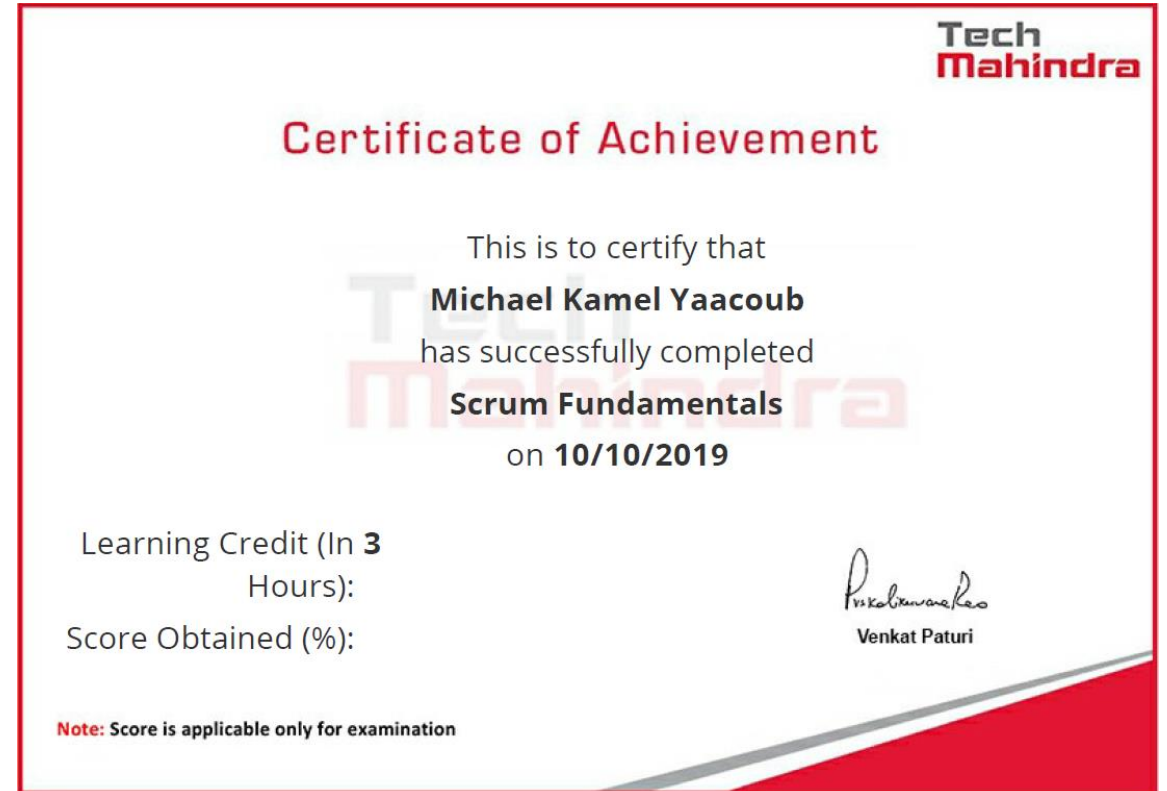 Tech
Mahindra
Certificate of Achievement
This is to certify that
Michael Kamel Yaacoub
has successfully completed
Scrum Fundamentals
on 10/10/2019
Learning Credit (In 3
Hours):
Score Obtained (%):
Venkat Paturi
Note: Score is applicable only for examination
Tech
Mahindra